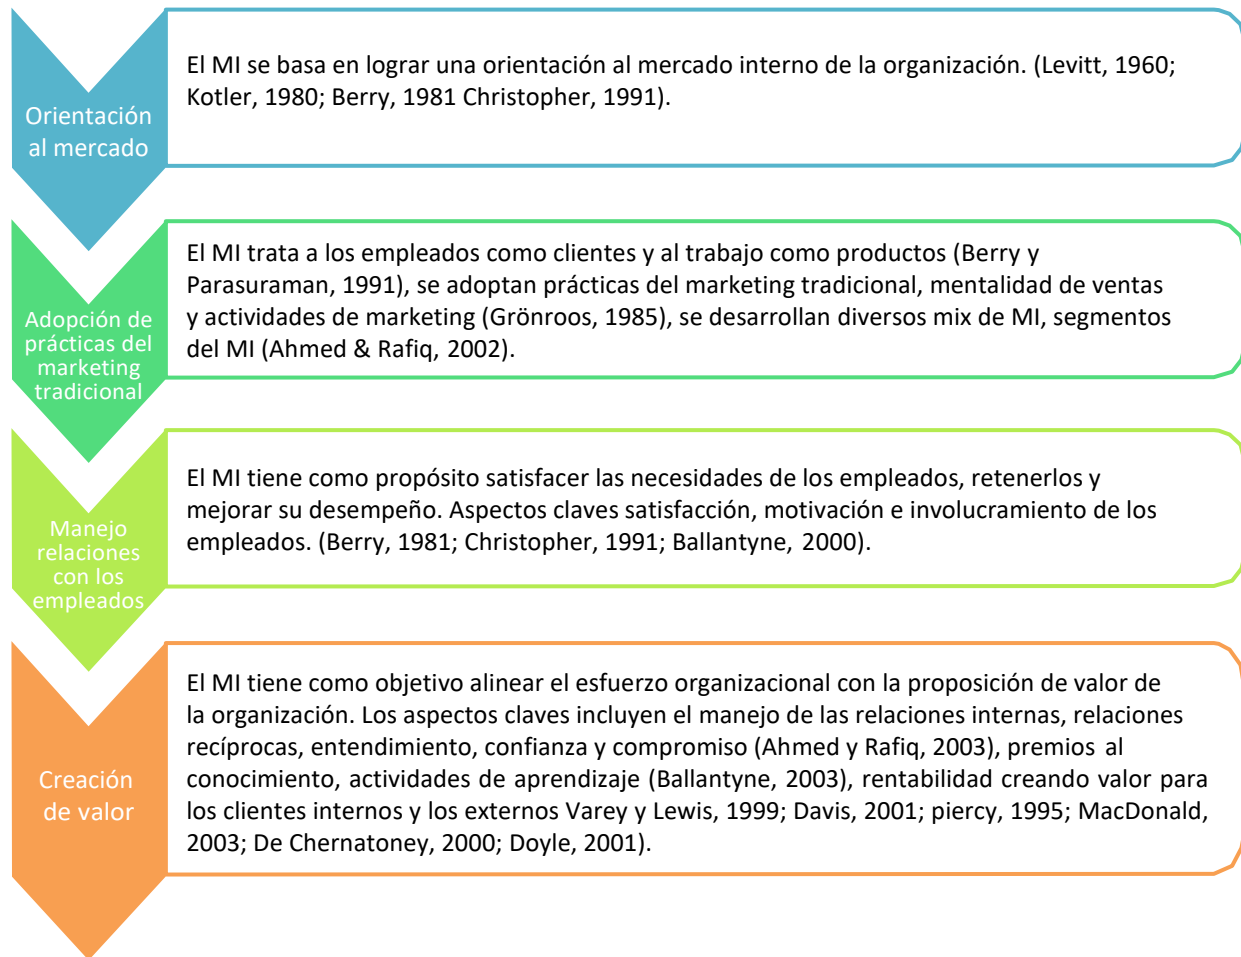 Orientación
al mercado
El MI se basa en lograr una orientación al mercado interno de la organización. (Levitt, 1960;
Kotler, 1980; Berry, 1981 Christopher, 1991).
Adopción de
prácticas del
marketing
tradicional
El MI trata a los empleados como clientes y al trabajo como productos (Berry y
Parasuraman, 1991), se adoptan prácticas del marketing tradicional, mentalidad de ventas
y actividades de marketing (Grönroos, 1985), se desarrollan diversos mix de MI, segmentos
del MI (Ahmed & Rafiq, 2002).
Manejo
relaciones
con los
empleados
El MI tiene como propósito satisfacer las necesidades de los empleados, retenerlos y
mejorar su desempeño. Aspectos claves satisfacción, motivación e involucramiento de los
empleados. (Berry, 1981; Christopher, 1991; Ballantyne, 2000).
Creación
de valor
El MI tiene como objetivo alinear el esfuerzo organizacional con la proposición de valor de
la organización. Los aspectos claves incluyen el manejo de las relaciones internas, relaciones
recíprocas, entendimiento, confianza y compromiso (Ahmed y Rafiq, 2003), premios al
conocimiento, actividades de aprendizaje (Ballantyne, 2003), rentabilidad creando valor para
los clientes internos y los externos Varey y Lewis, 1999; Davis, 2001; piercy, 1995; MacDonald,
2003; De Chernatoney, 2000; Doyle, 2001).